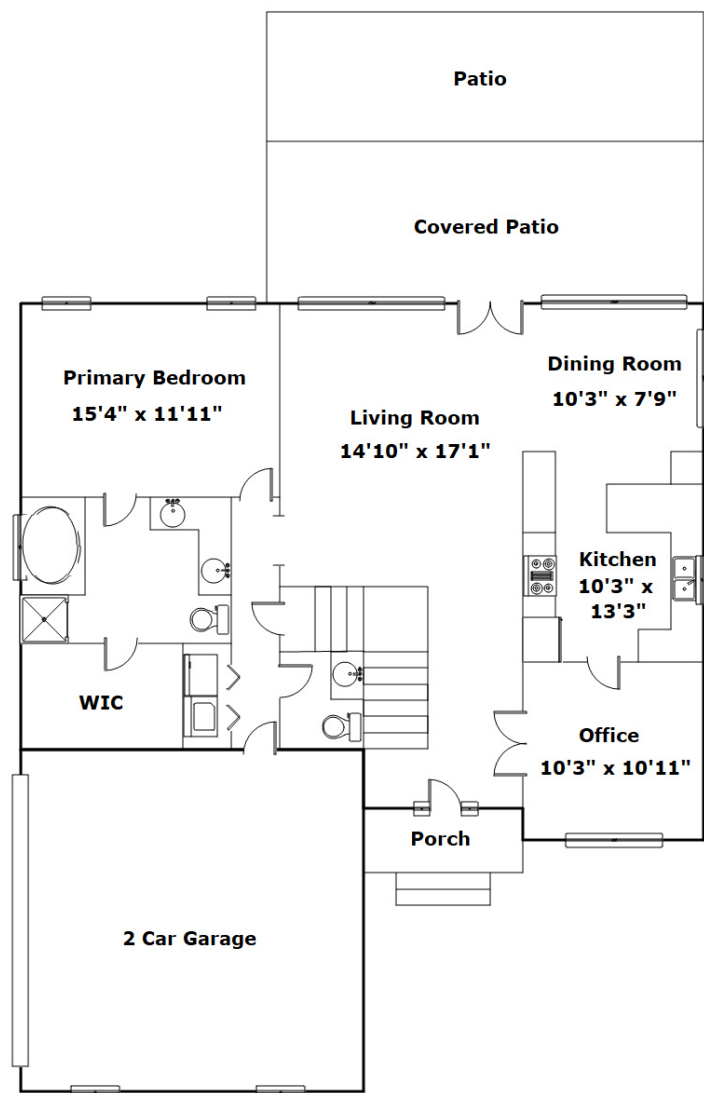 Patio
Covered Patio
Primary Bedroom
15'4" x 11'11"
Living Room
14'10" x 17'1"
Dining Room
10'3" x 7'9"
Kitchen
10'3" x
13'3"
WIC
Office
10'3" x 10'11"
Porch
2 Car Garage